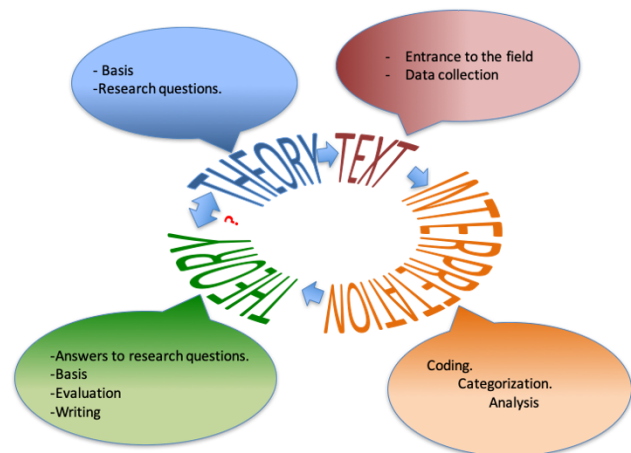 - Basis
-Research questions.
- Entrance to the field
- Data collection
THEORY
TEXT
INTERPRETATION
THEORY
?
-Answers to research questions.
-Basis
-Evaluation
-Writing
Coding.
Categorization.
Analysis